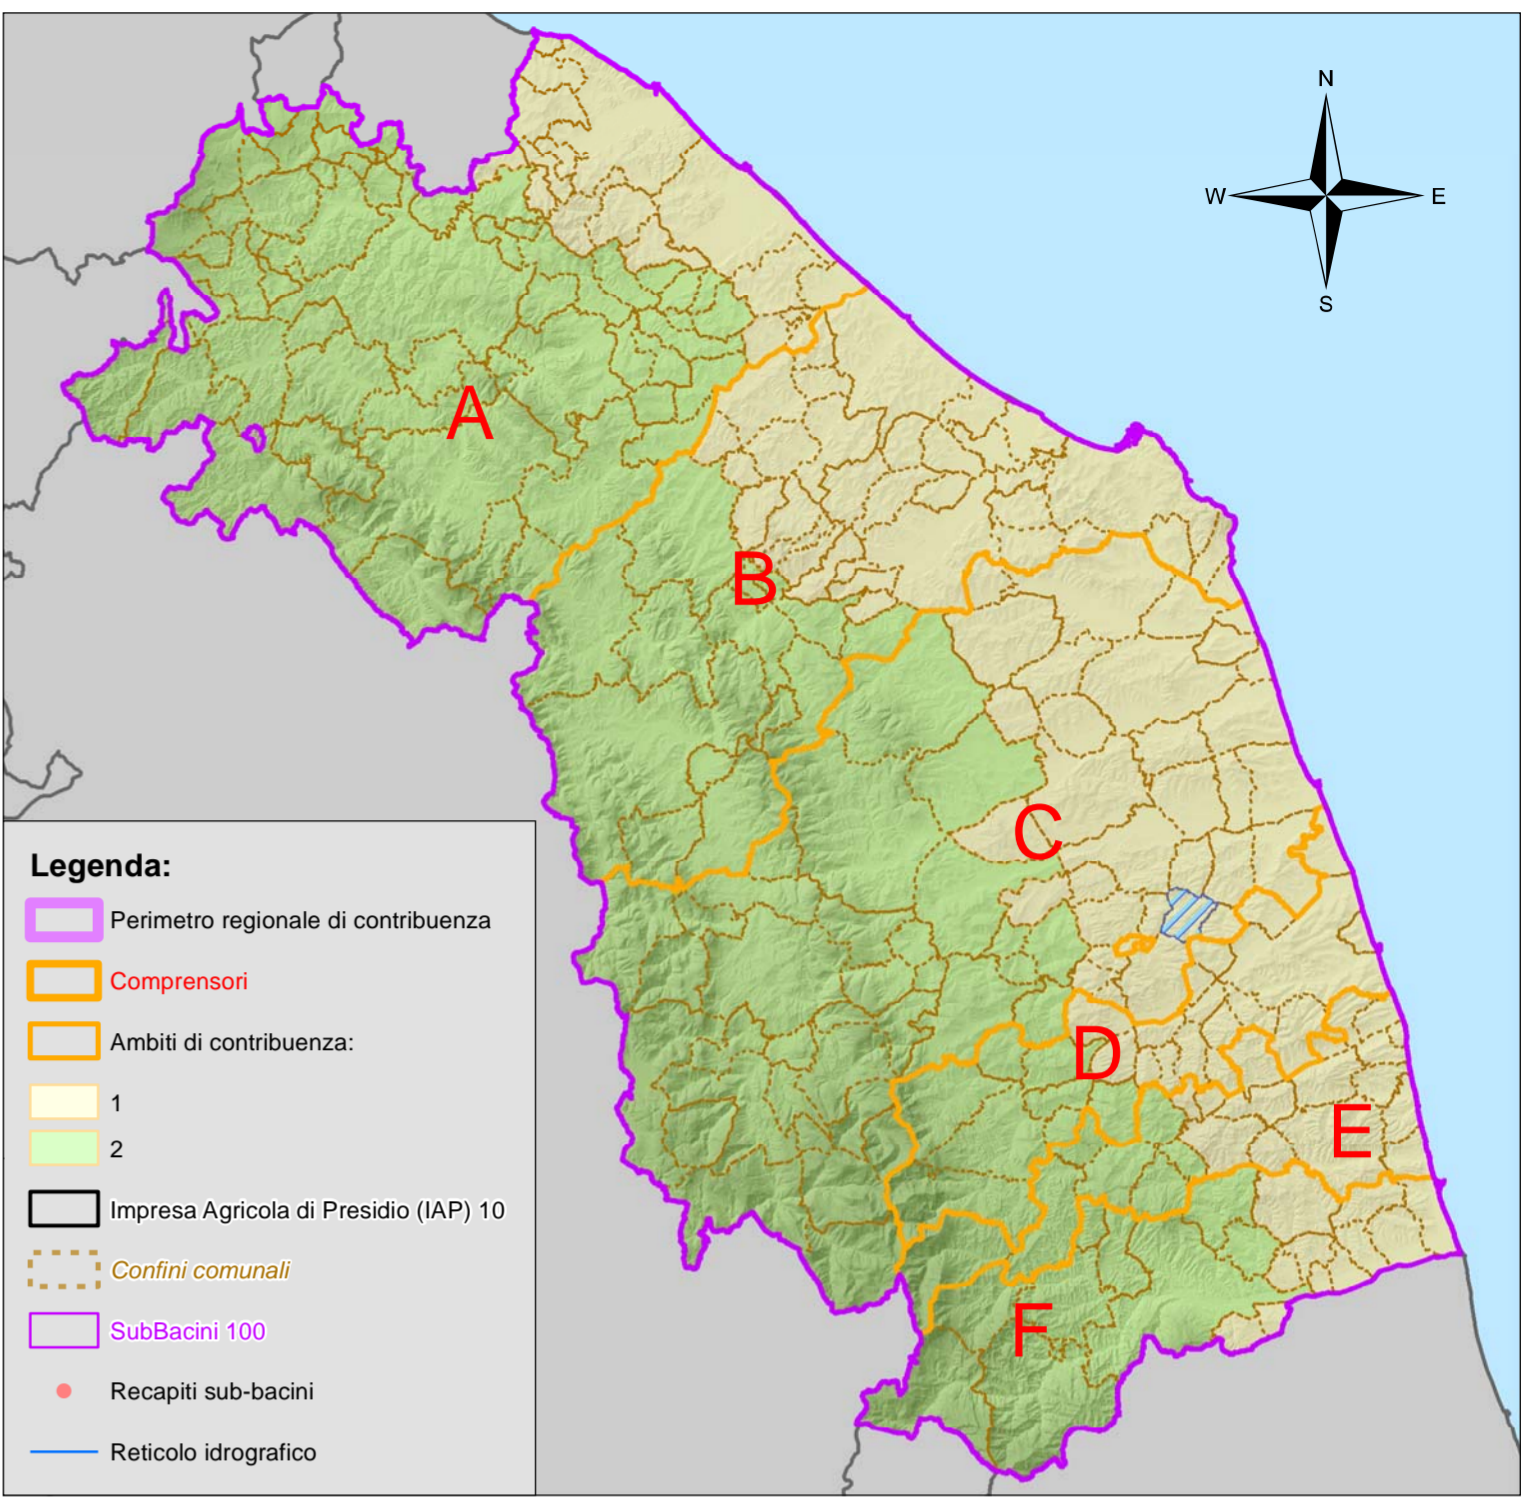 N
W
E
S
A
B
C
D
E
F
Legenda:
Perimetro regionale di contribuenza
Comprensori
Ambiti di contribuenza:
1
2
Impresa Agricola di Presidio (IAP) 10
Confini comunali
SubBacini 100
Recapiti sub-bacini
Reticolo idrografico